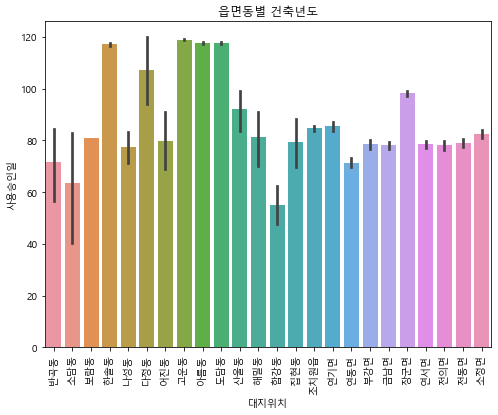 읍면동별 건축년도
사용승인일
120
100
80
60
40
20
0
반곡동
소담동
보람동
한솔동
나성동
다정동
어진동
고운동
아름동
도담동
산울동
해밀동
합강동
집현동
조치원읍
연기면
연동면
부강면
금남면
장군면
연서면
전의면
전동면
소정면
대지위치